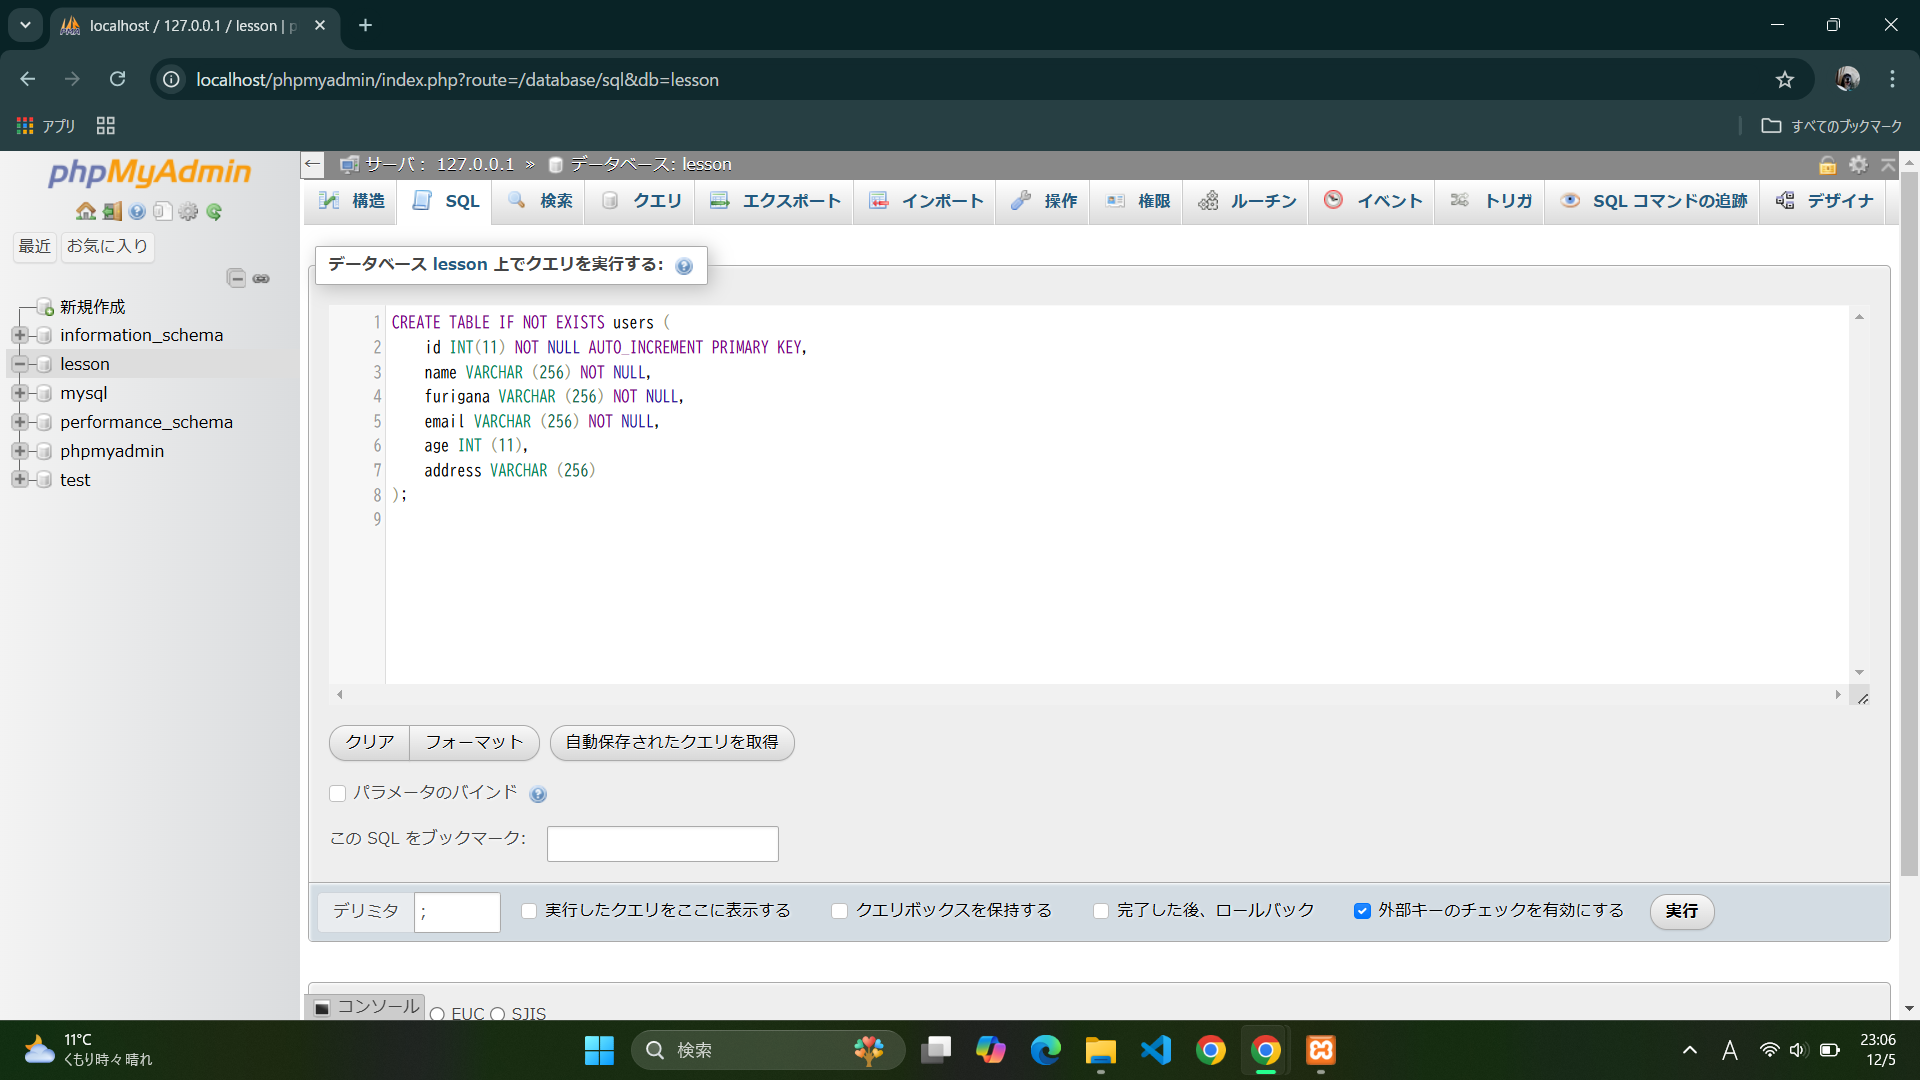 localhost / 127.0.0.1 / lesson | p
localhost/phpmyadmin/index.php?route=/database/sql&db=lesson
アプリ
すべてのブックマーク
phpMyAdmin
最近 お気に入り
新規作成
information_schema
lesson
mysql
performance_schema
phpmyadmin
test
サーバ: 127.0.0.1 » データベース: lesson
構造 SQL 検索 クエリ エクスポート インポート 操作 権限 ルーチン イベント トリガ SQL コマンドの追跡 デザイナ
データベース lesson 上でクエリを実行する:
1 CREATE TABLE IF NOT EXISTS users (
2 id INT(11) NOT NULL AUTO_INCREMENT PRIMARY KEY,
3 name VARCHAR (256) NOT NULL,
4 furigana VARCHAR (256) NOT NULL,
5 email VARCHAR (256) NOT NULL,
6 age INT (11),
7 address VARCHAR (256)
8 );
9
クリア フォーマット 自動保存されたクエリを取得
パラメータのバインド
この SQL をブックマーク:
デリミタ ; 実行したクエリをここに表示する クエリボックスを保持する 完了した後、ロールバック 外部キーのチェックを有効にする 実行
コンソール EUC SJIS
11°C
くもり時々晴れ
検索
A
23:06
12/5